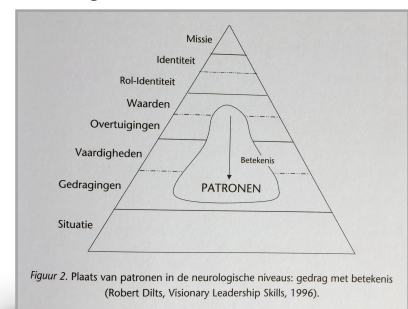 Missie
Identiteit
Rol-Identiteit
Waarden
Overtuigingen
Vaardigheden
Betekenis
Gedragingen
PATRONEN
Situatie
Figuur 2. Plaats van patronen in de neurologische niveaus: gedrag met betekenis
(Robert Dilts, Visionary Leadership Skills, 1996).